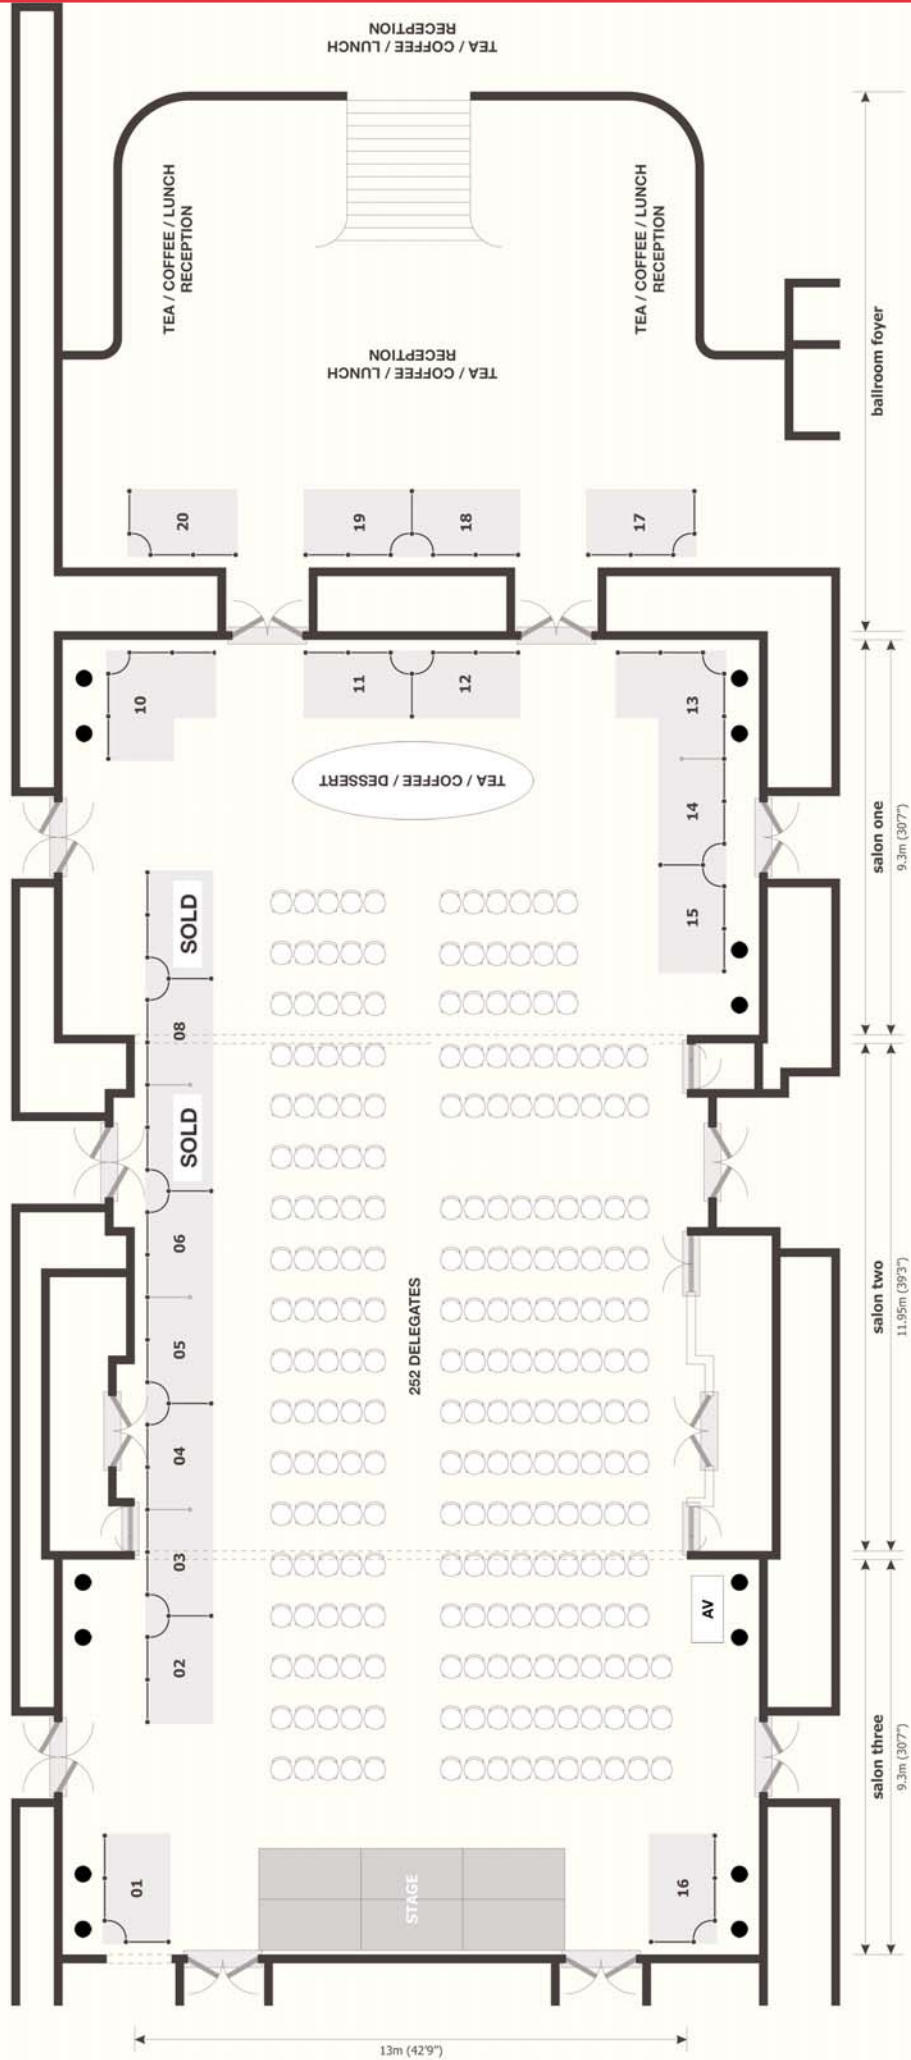 TEA / COFFEE / LUNCH
RECEPTION
TEA / COFFEE / LUNCH
RECEPTION
TEA / COFFEE / LUNCH
RECEPTION
TEA / COFFEE / LUNCH
RECEPTION
ballroom foyer
20
19
18
17
10
11
12
13
TEA / COFFEE / DESSERT
14
15
SOLD
08
SOLD
06
05
04
03
02
252 DELEGATES
salon one
9.3m (30'7")
salon two
11.95m (39'3")
AV
salon three
9.3m (30'7")
01
STAGE
16
13m (42'9")